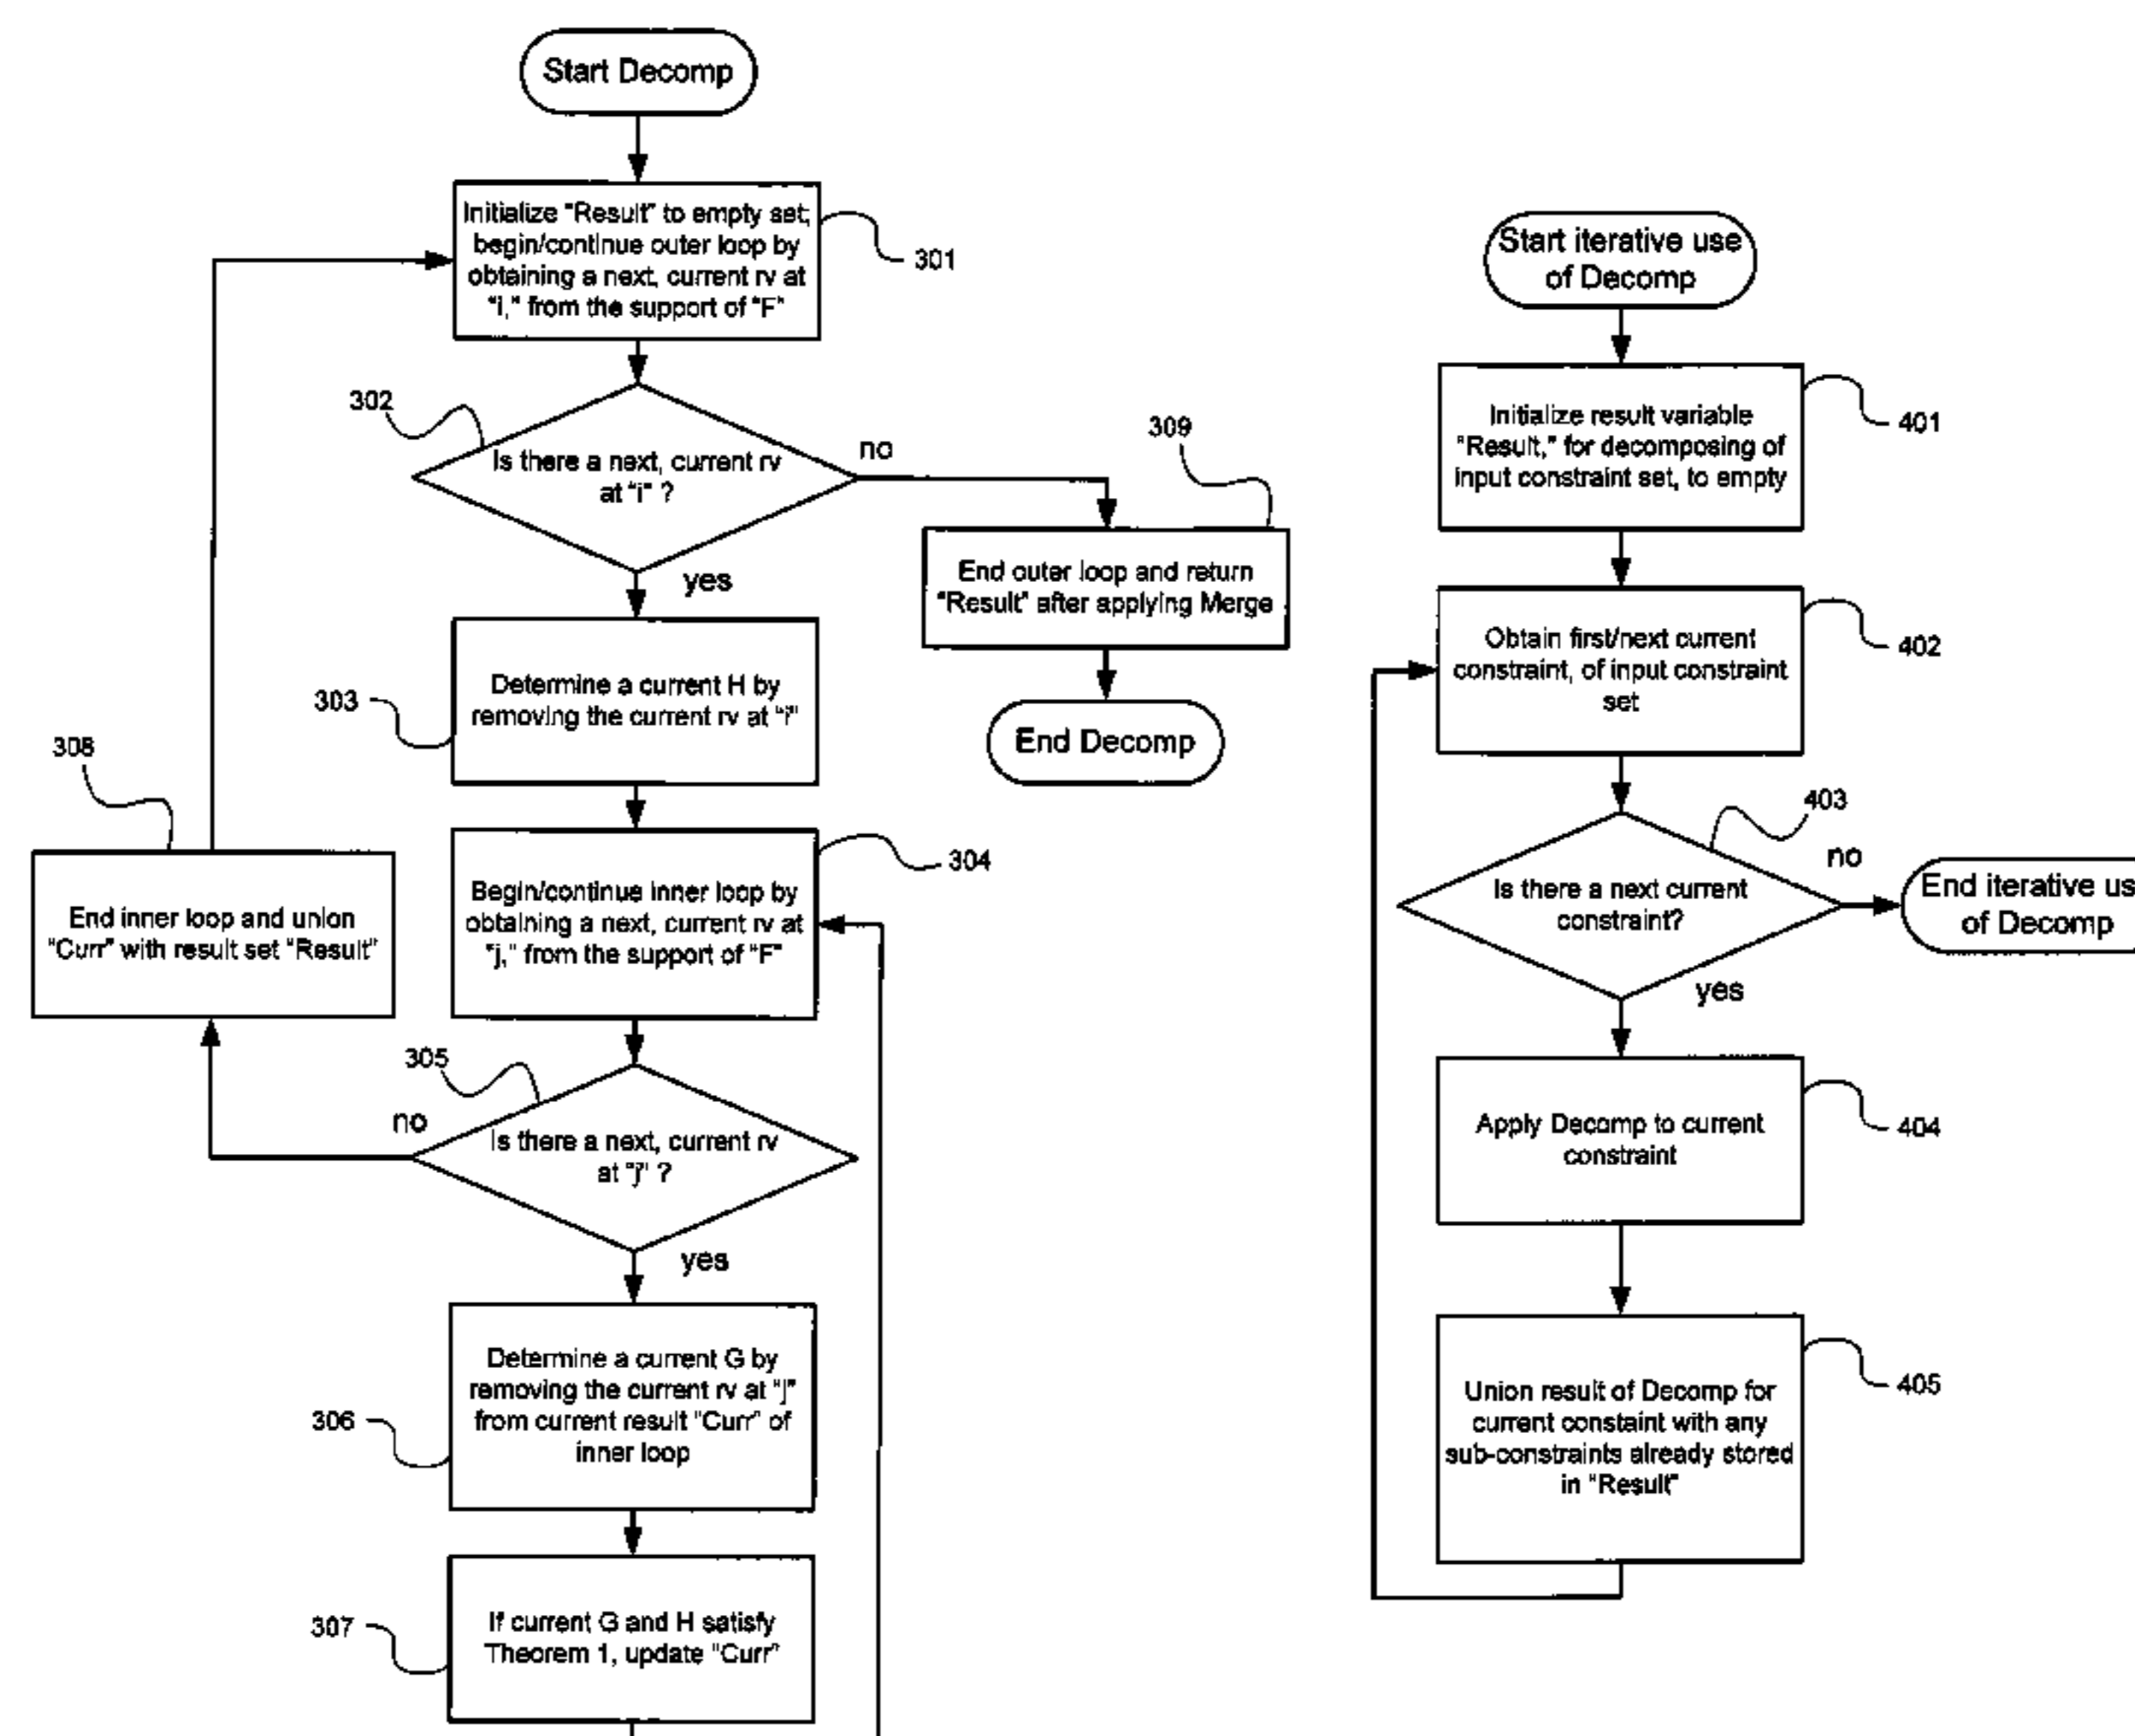 Start Decomp
Initialize "Result" to empty set;
begin/continue outer loop by
obtaining a next, current rv at
"i," from the support of "F"
301
302
Is there a next, current rv
at "i" ?
no
yes
309
End outer loop and return
"Result" after applying Merge
End Decomp
303
Determine a current H by
removing the current rv at "i"
308
End inner loop and union
"Curr" with result set "Result"
304
Begin/continue inner loop by
obtaining a next, current rv at
"j," from the support of "F"
305
no
Is there a next, current rv
at "j" ?
yes
306
Determine a current G by
removing the current rv at "j"
from current result "Curr" of
inner loop
307
If current G and H satisfy
Theorem 1, update "Curr"
Start iterative use
of Decomp
Initialize result variable
"Result," for decomposing of
input constraint set, to empty
401
Obtain first/next current
constraint, of input constraint
set
402
403
Is there a next current
constraint?
no
End iterative us
of Decomp
yes
Apply Decomp to current
constraint
404
Union result of Decomp for
current constaint with any
sub-constraints already stored
in "Result"
405